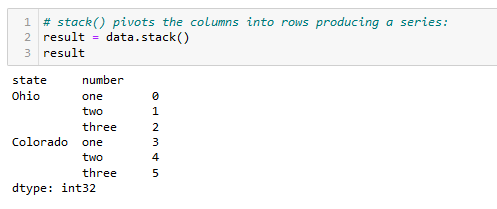 1 # stack() pivots the columns into rows producing a series:
2 result = data.stack()
3 result
state     number
Ohio      one       0
          two       1
          three     2
Colorado  one       3
          two       4
          three     5
dtype: int32